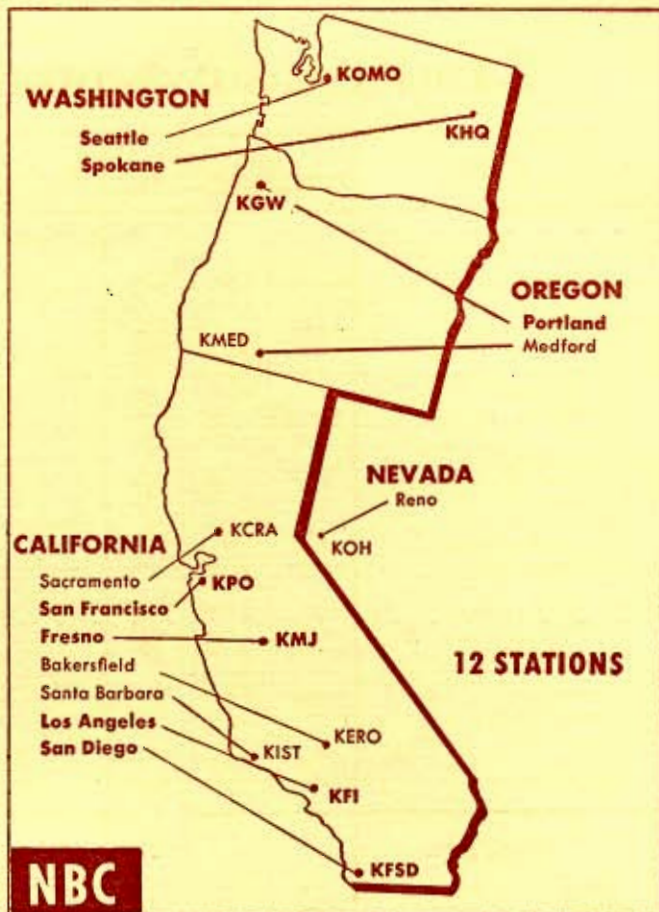 KOMO
WASHINGTON
Seattle
KHQ
Spokane
KGW
OREGON
Portland
KMED
Medford
NEVADA
Reno
KCRA
KOH
CALIFORNIA
Sacramento
KPO
San Francisco
Fresno
KMJ
Bakersfield
12 STATIONS
Santa Barbara
Los Angeles
KERO
San Diego
KIST
KFI
KFSD
NBC